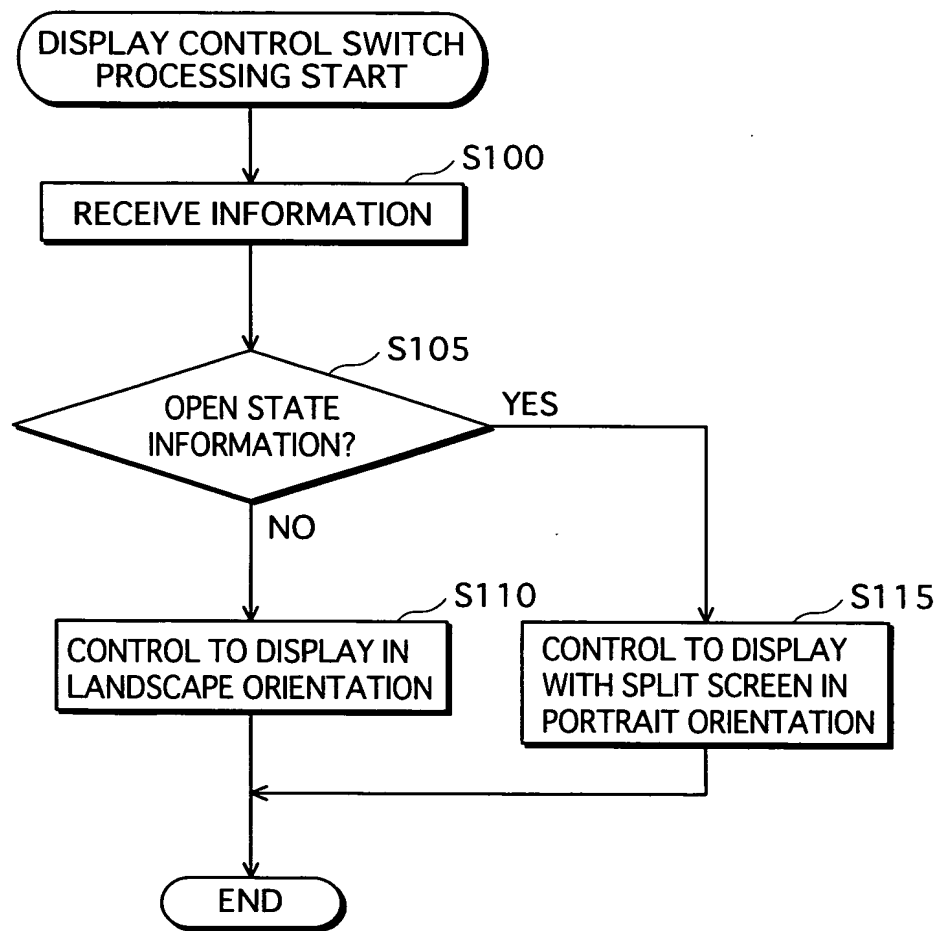 DISPLAY CONTROL SWITCH
PROCESSING START
S100
RECEIVE INFORMATION
S105
OPEN STATE
INFORMATION?
YES
NO
S110
CONTROL TO DISPLAY IN
LANDSCAPE ORIENTATION
S115
CONTROL TO DISPLAY
WITH SPLIT SCREEN IN
PORTRAIT ORIENTATION
END